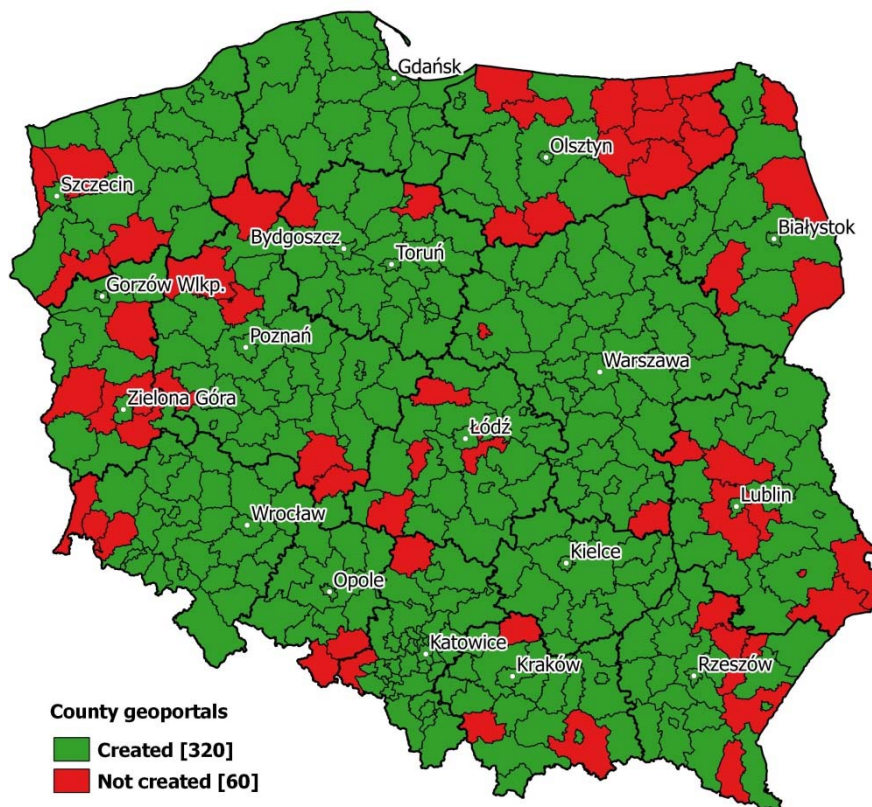 Gdańsk
Olsztyn
Szczecin
Białystok
Bydgoszcz
Toruń
Gorzów Wlkp.
Poznań
Warszawa
Zielona Góra
Łódź
Lublin
Wrocław
Kielce
Opole
Katowice
Kraków
Rzeszów
County geoportals
Created [320]
Not created [60]